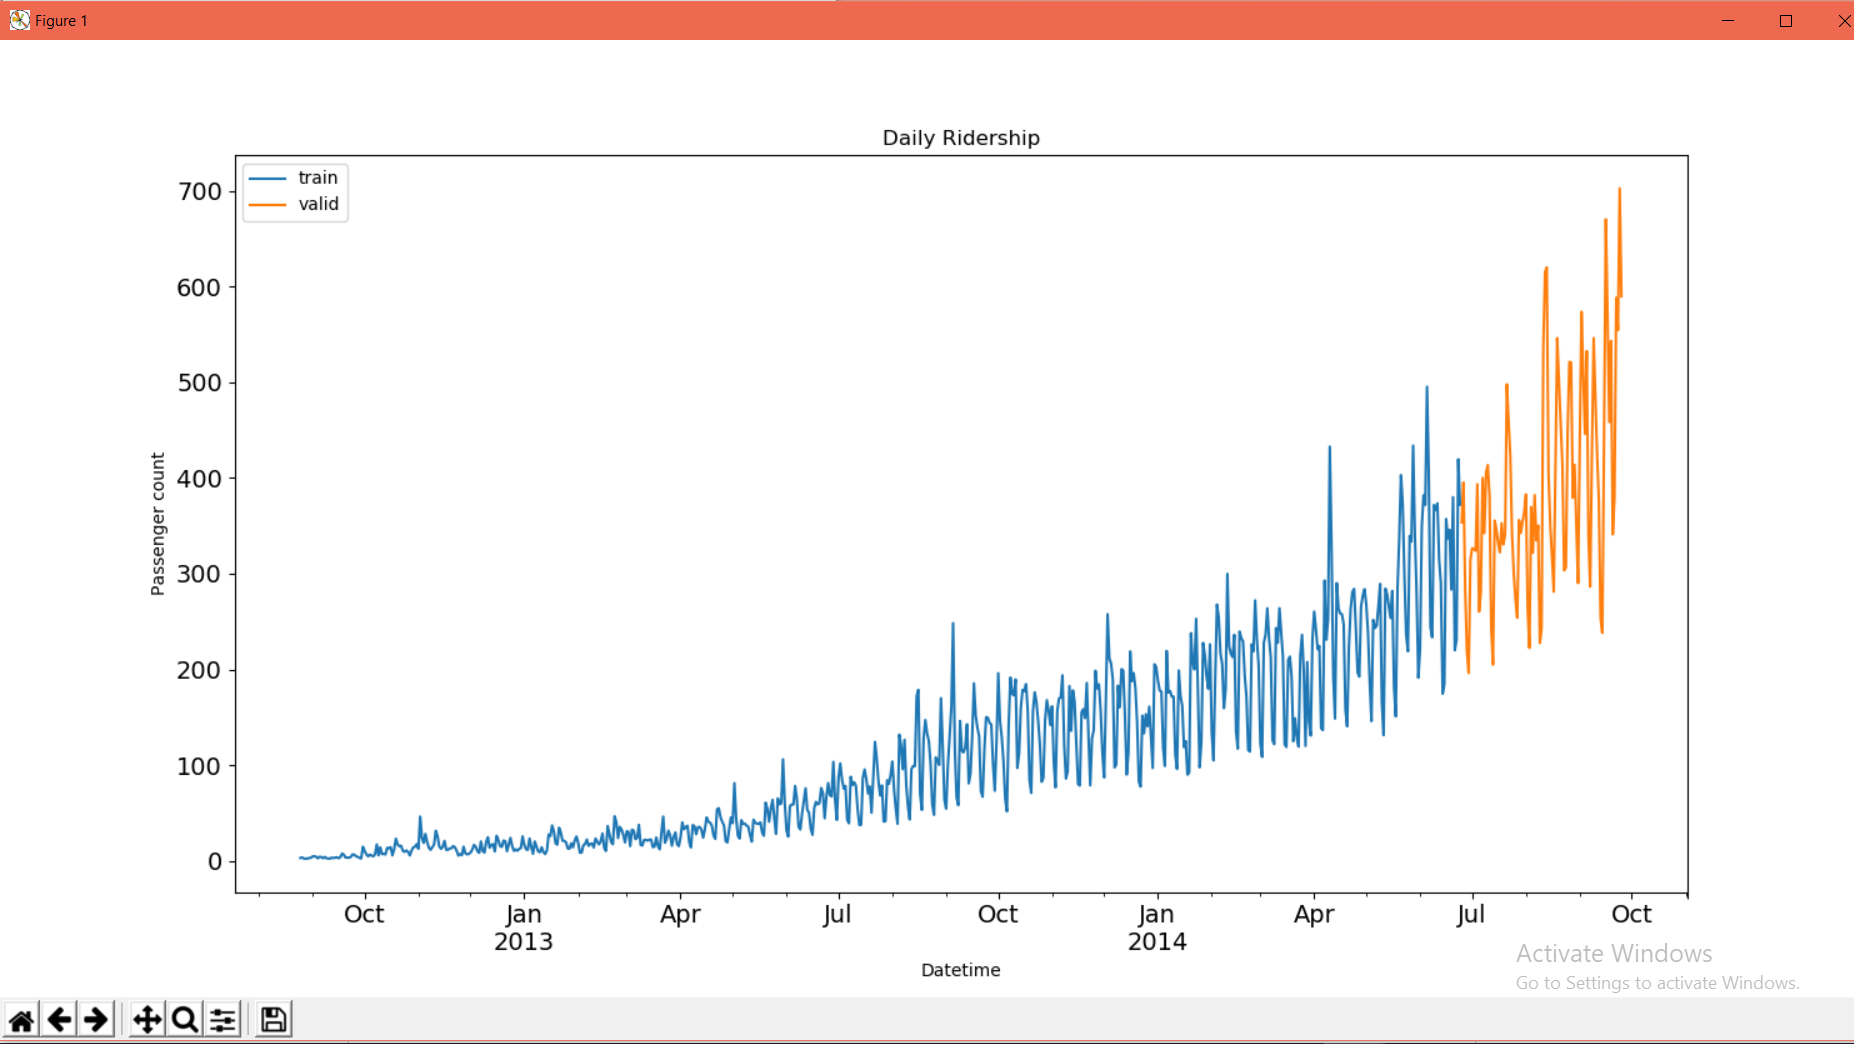 Figure 1
Daily Ridership
train
valid
700
600
500
400
300
200
100
0
Passenger count
Oct Jan Apr Jul Oct Jan Apr Jul Oct
2013 2014
Datetime
Activate Windows
Go to Settings to activate Windows.